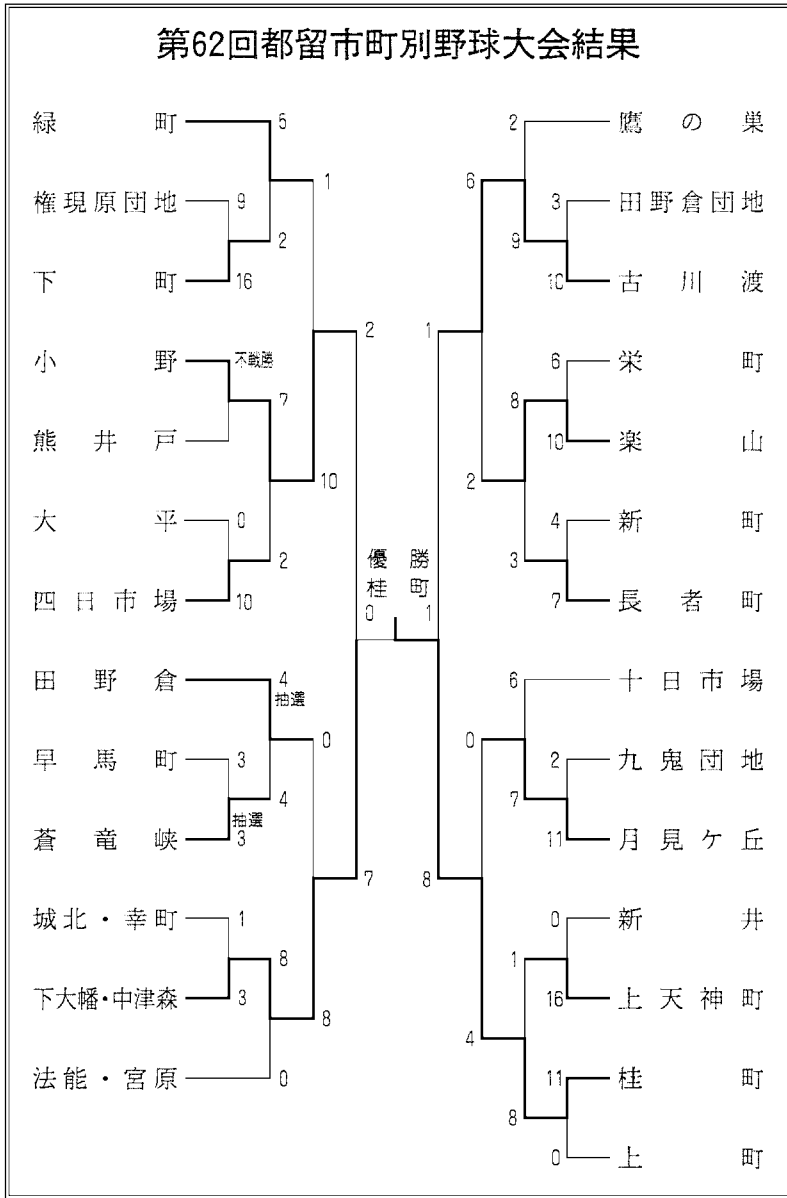 第62回都留市町別野球大会結果
緑町 5 2 鷹の巣
1 6
権現原団地 9 3 田野倉団地
2 9
下町 16 10 古川渡
2 1
小野 不戦勝 6 栄町
7 8
熊井戸 10 楽山
10 2
大平 0 4 新町
2 3
四日市場 10 7 長者町
優勝
桂町
0 1
田野倉 4 6 十日市場
抽選
0 0
早馬町 3 2 九鬼団地
4 7
抽選
蒼竜峡 3 11 月見ケ丘
7 8
城北・幸町 1 0 新井
8 1
下大幡・中津森 3 16 上天神町
8 4
法能・宮原 0 11 桂町
8
0 上町